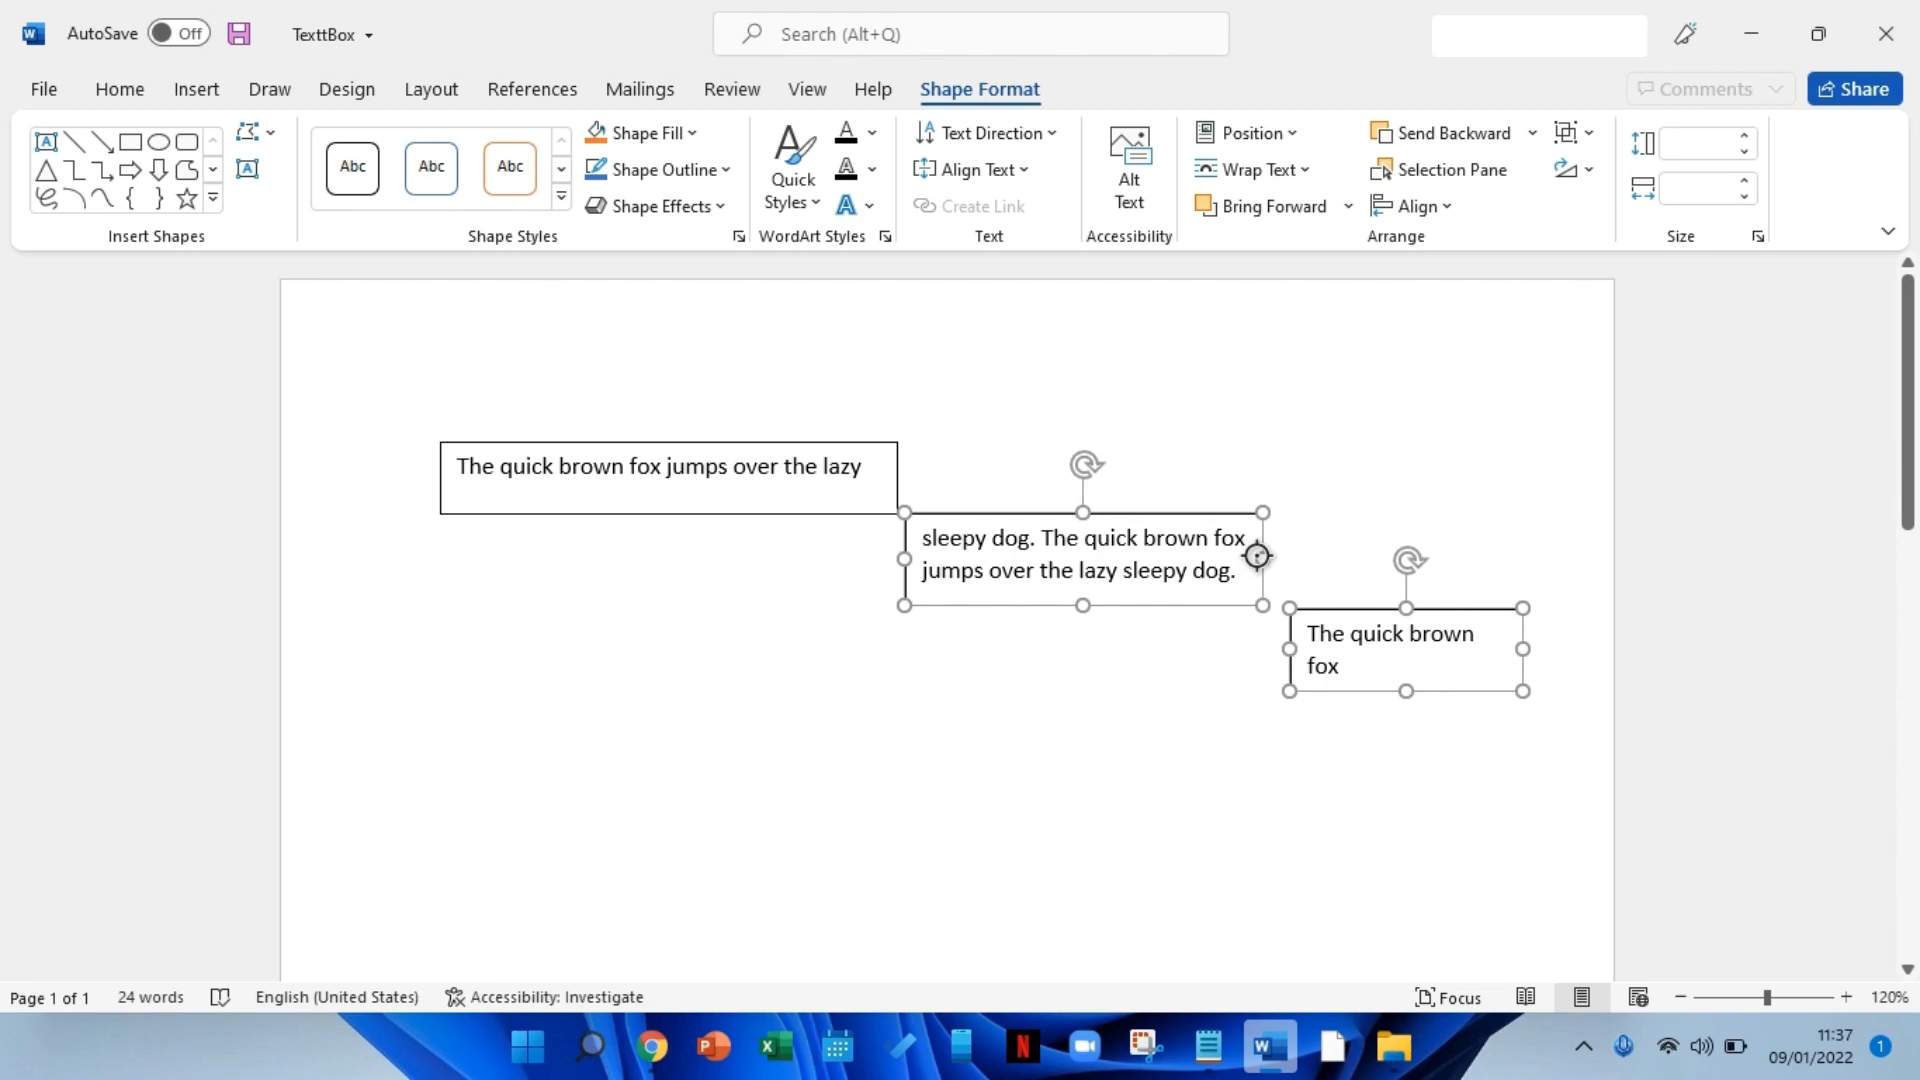 AutoSave Off TexttBox Search (Alt+Q)
File Home Insert Draw Design Layout References Mailings Review View Help Shape Format Comments Share
Abc Abc Abc
Shape Fill
Shape Outline
Shape Effects
Quick
Styles
Text Direction
Align Text
Create Link
Alt
Text
Position
Wrap Text
Bring Forward
Send Backward
Selection Pane
Align
Insert Shapes Shape Styles WordArt Styles Text Accessibility Arrange Size
The quick brown fox jumps over the lazy
sleepy dog. The quick brown fox
jumps over the lazy sleepy dog.
The quick brown
fox
Page 1 of 1 24 words English (United States) Accessibility: Investigate Focus 120%
11:37
09/01/2022
1